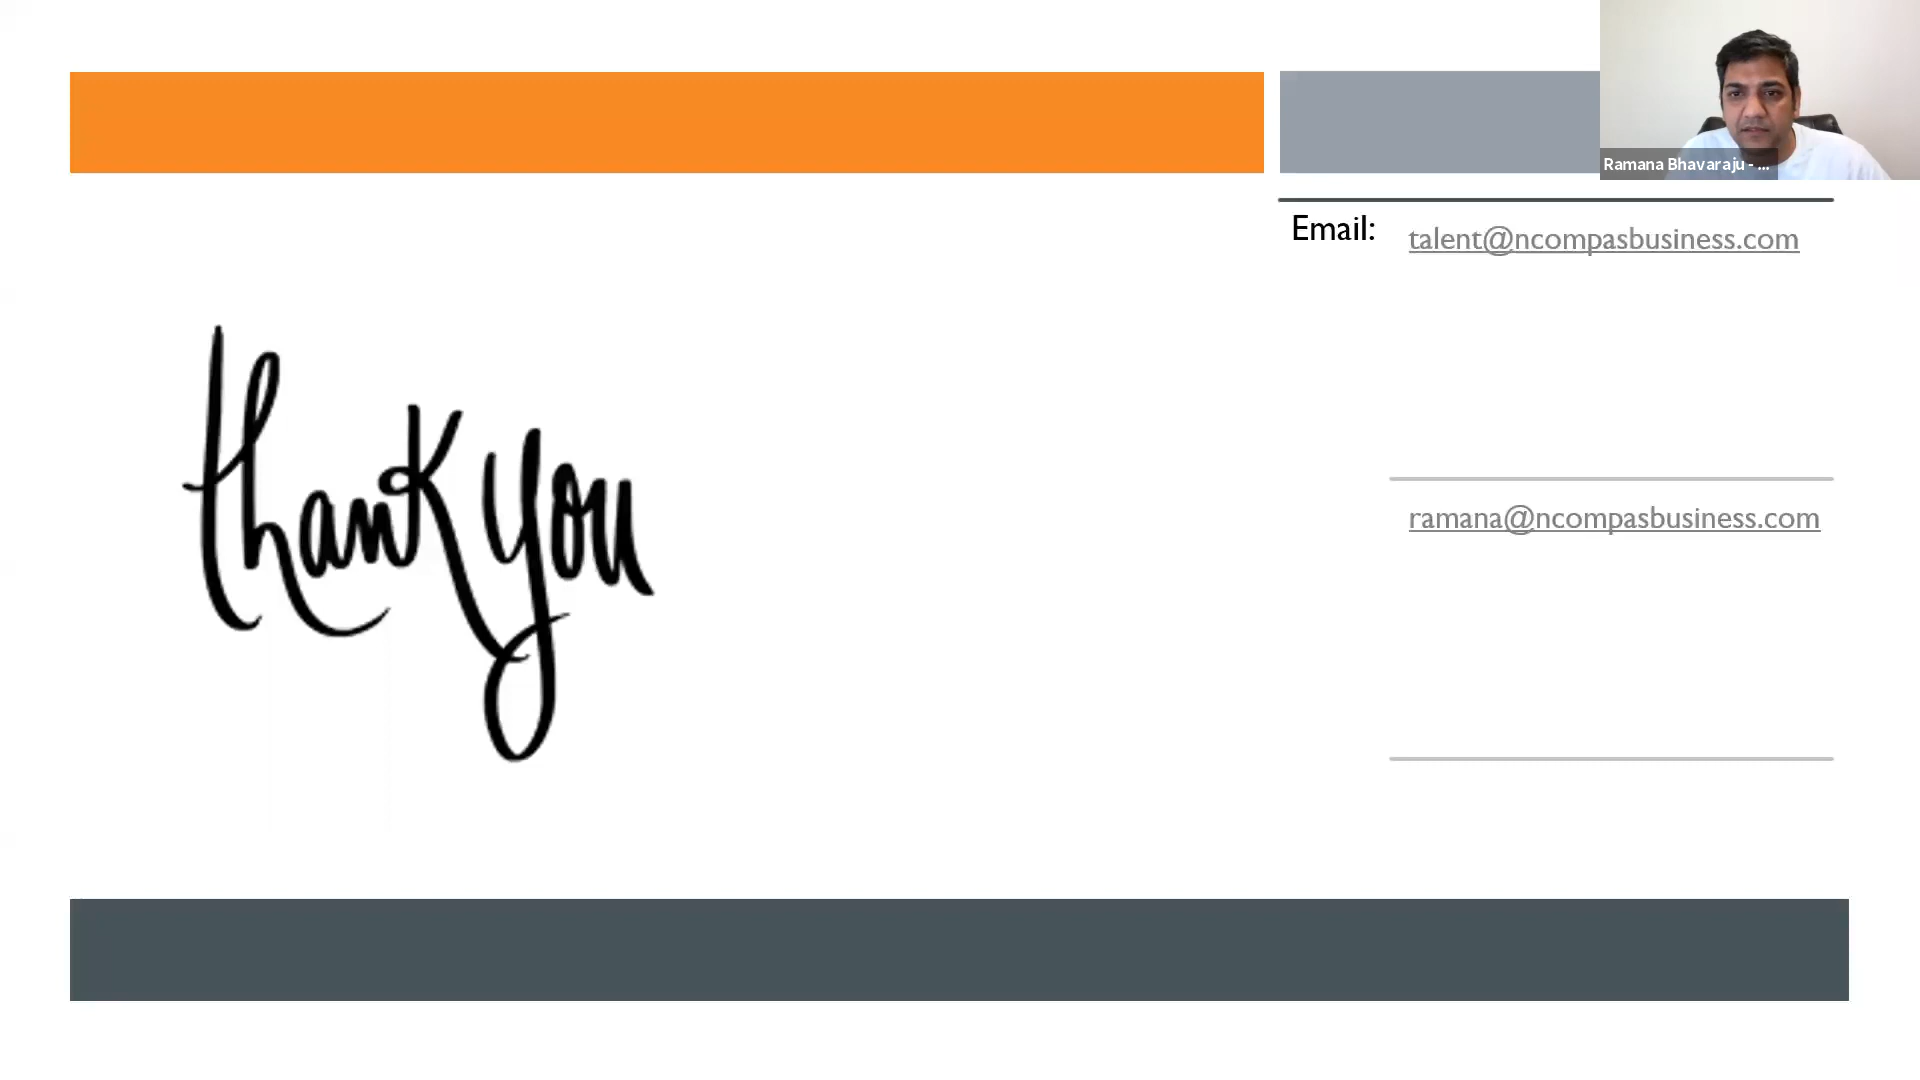 Ramana Bhavaraju - ...
Email:
talent@ncompasbusiness.com
thank you
ramana@ncompasbusiness.com